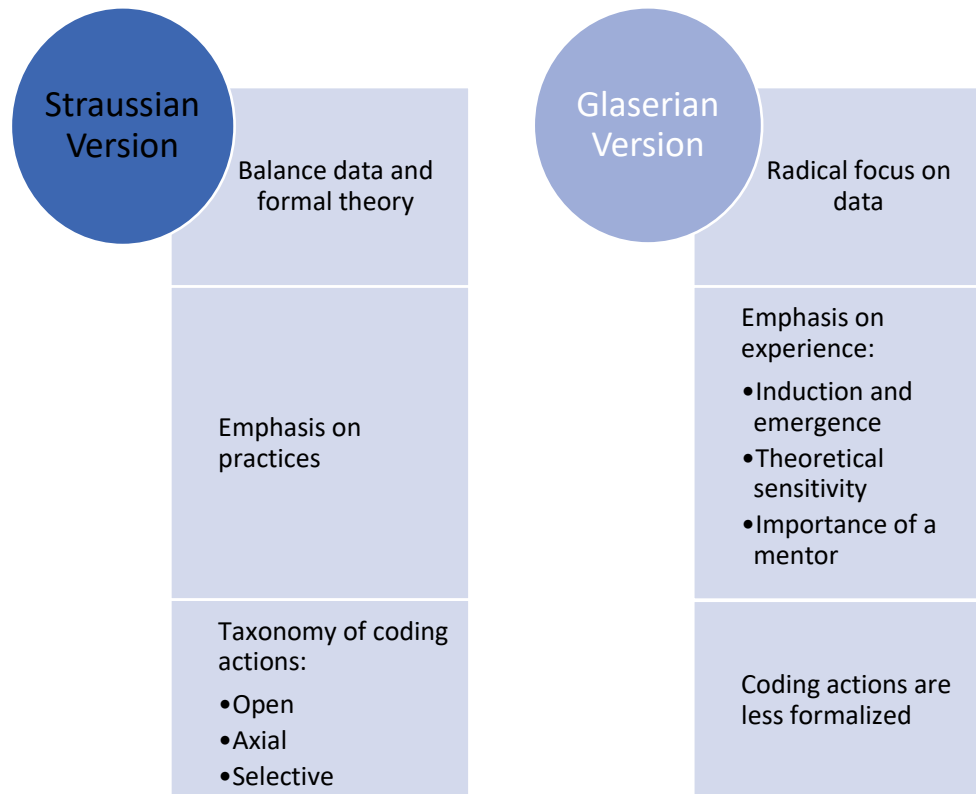 Straussian
Version
Balance data and
formal theory
Emphasis on
practices
Taxonomy of coding
actions:
•Open
•Axial
•Selective
Glaserian
Version
Radical focus on
data
Emphasis on
experience:
•Induction and
emergence
•Theoretical
sensitivity
•Importance of a
mentor
Coding actions are
less formalized